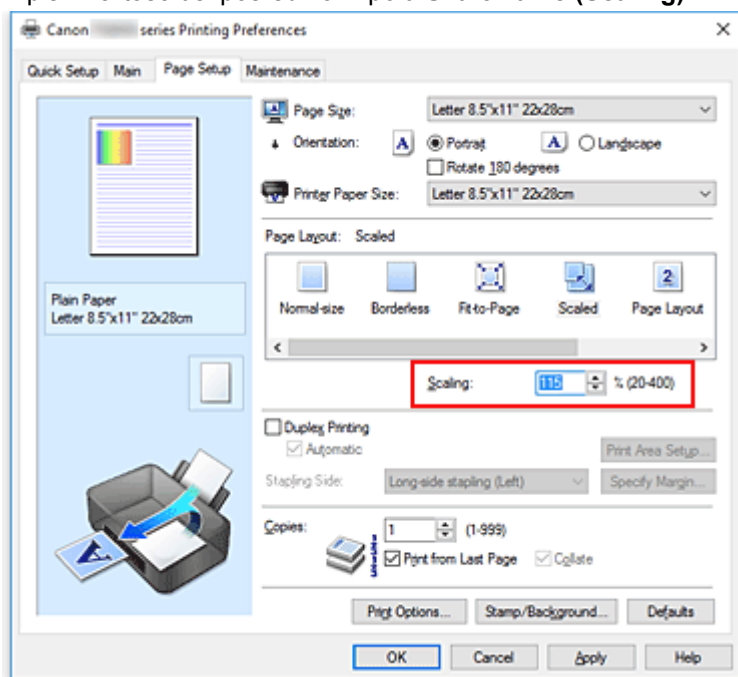 (Scaling)
Canon series Printing Preferences
Quick Setup Main Page Setup Maintenance
Page Size: Letter 8.5"x11" 22x28cm
Orientation: A Portrait A Landscape
Rotate 180 degrees
Printer Paper Size: Letter 8.5"x11" 22x28cm
Page Layout: Scaled
Normal-size Borderless Fit-to-Page Scaled Page Layout
Plain Paper
Letter 8.5"x11" 22x28cm
Scaling: 115 % (20-400)
Duplex Printing
Automatic
Print Area Setup...
Stapling Side: Long-side stapling (Left) Specify Margin...
Copies: 1 (1-999)
Print from Last Page Collate
Print Options... Stamp/Background... Defaults
OK Cancel Apply Help